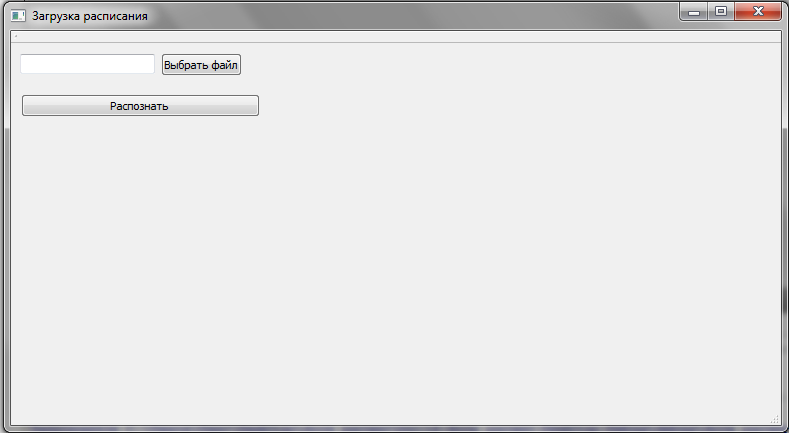 Загрузка расписания
Выбрать файл
Распознать